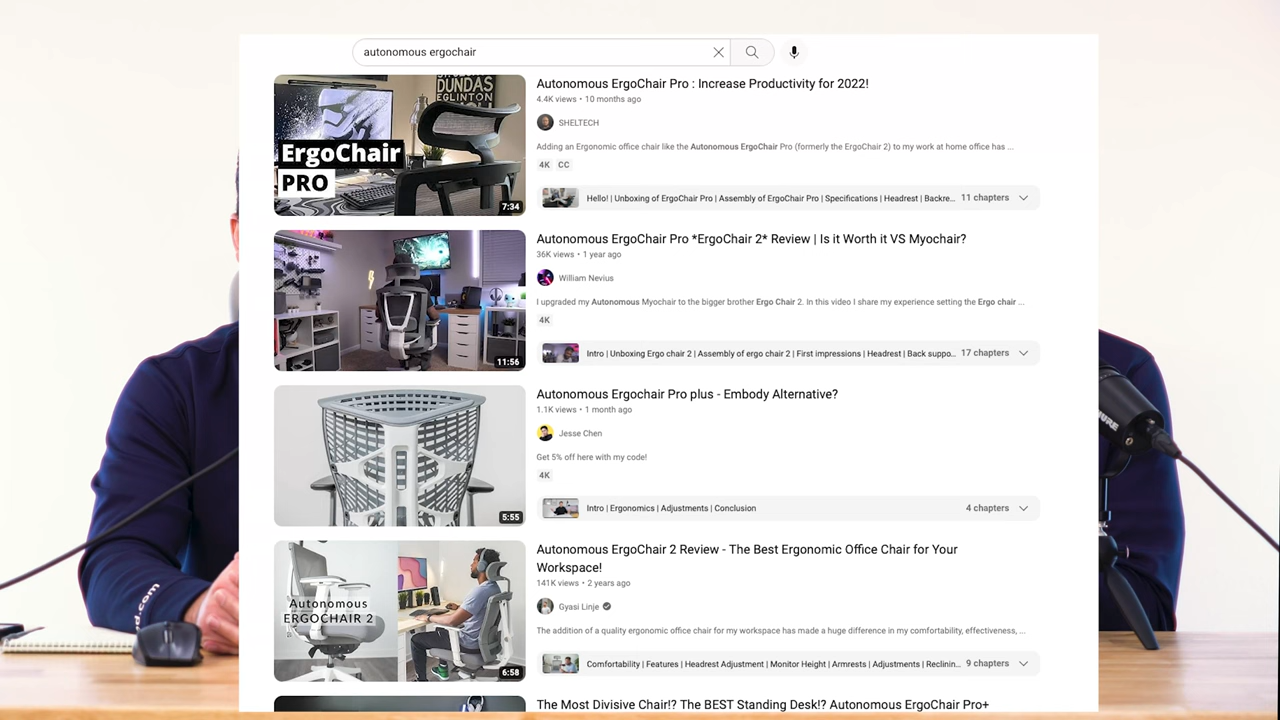 autonomous ergochair
DUNDAS
EGLINTON
ErgoChair
PRO
7:34
Autonomous ErgoChair Pro : Increase Productivity for 2022!
4.4K views • 10 months ago
SHELTECH
Adding an Ergonomic office chair like the Autonomous ErgoChair Pro (formerly the ErgoChair 2) to my work at home office has ...
4K CC
Hello! | Unboxing of ErgoChair Pro | Assembly of ErgoChair Pro | Specifications | Headrest | Backre... 11 chapters
11:56
Autonomous ErgoChair Pro *ErgoChair 2* Review | Is it Worth it VS Myochair?
36K views • 1 year ago
William Nevius
I upgraded my Autonomous Myochair to the bigger brother Ergo Chair 2. In this video I share my experience setting the Ergo chair ...
4K
Intro | Unboxing Ergo chair 2 | Assembly of ergo chair 2 | First impressions | Headrest | Back suppo... 17 chapters
5:55
Autonomous Ergochair Pro plus - Embody Alternative?
1.1K views • 1 month ago
Jesse Chen
Get 5% off here with my code!
4K
Intro | Ergonomics | Adjustments | Conclusion 4 chapters
Autonomous
ERGOCHAIR 2
6:58
Autonomous ErgoChair 2 Review - The Best Ergonomic Office Chair for Your
Workspace!
141K views • 2 years ago
Gyasi Linje
The addition of a quality ergonomic office chair for my workspace has made a huge difference in my comfortability, effectiveness, ...
Comfortability | Features | Headrest Adjustment | Monitor Height | Armrests | Adjustments | Reclinin... 9 chapters
The Most Divisive Chair!? The BEST Standing Desk!? Autonomous ErgoChair Pro+